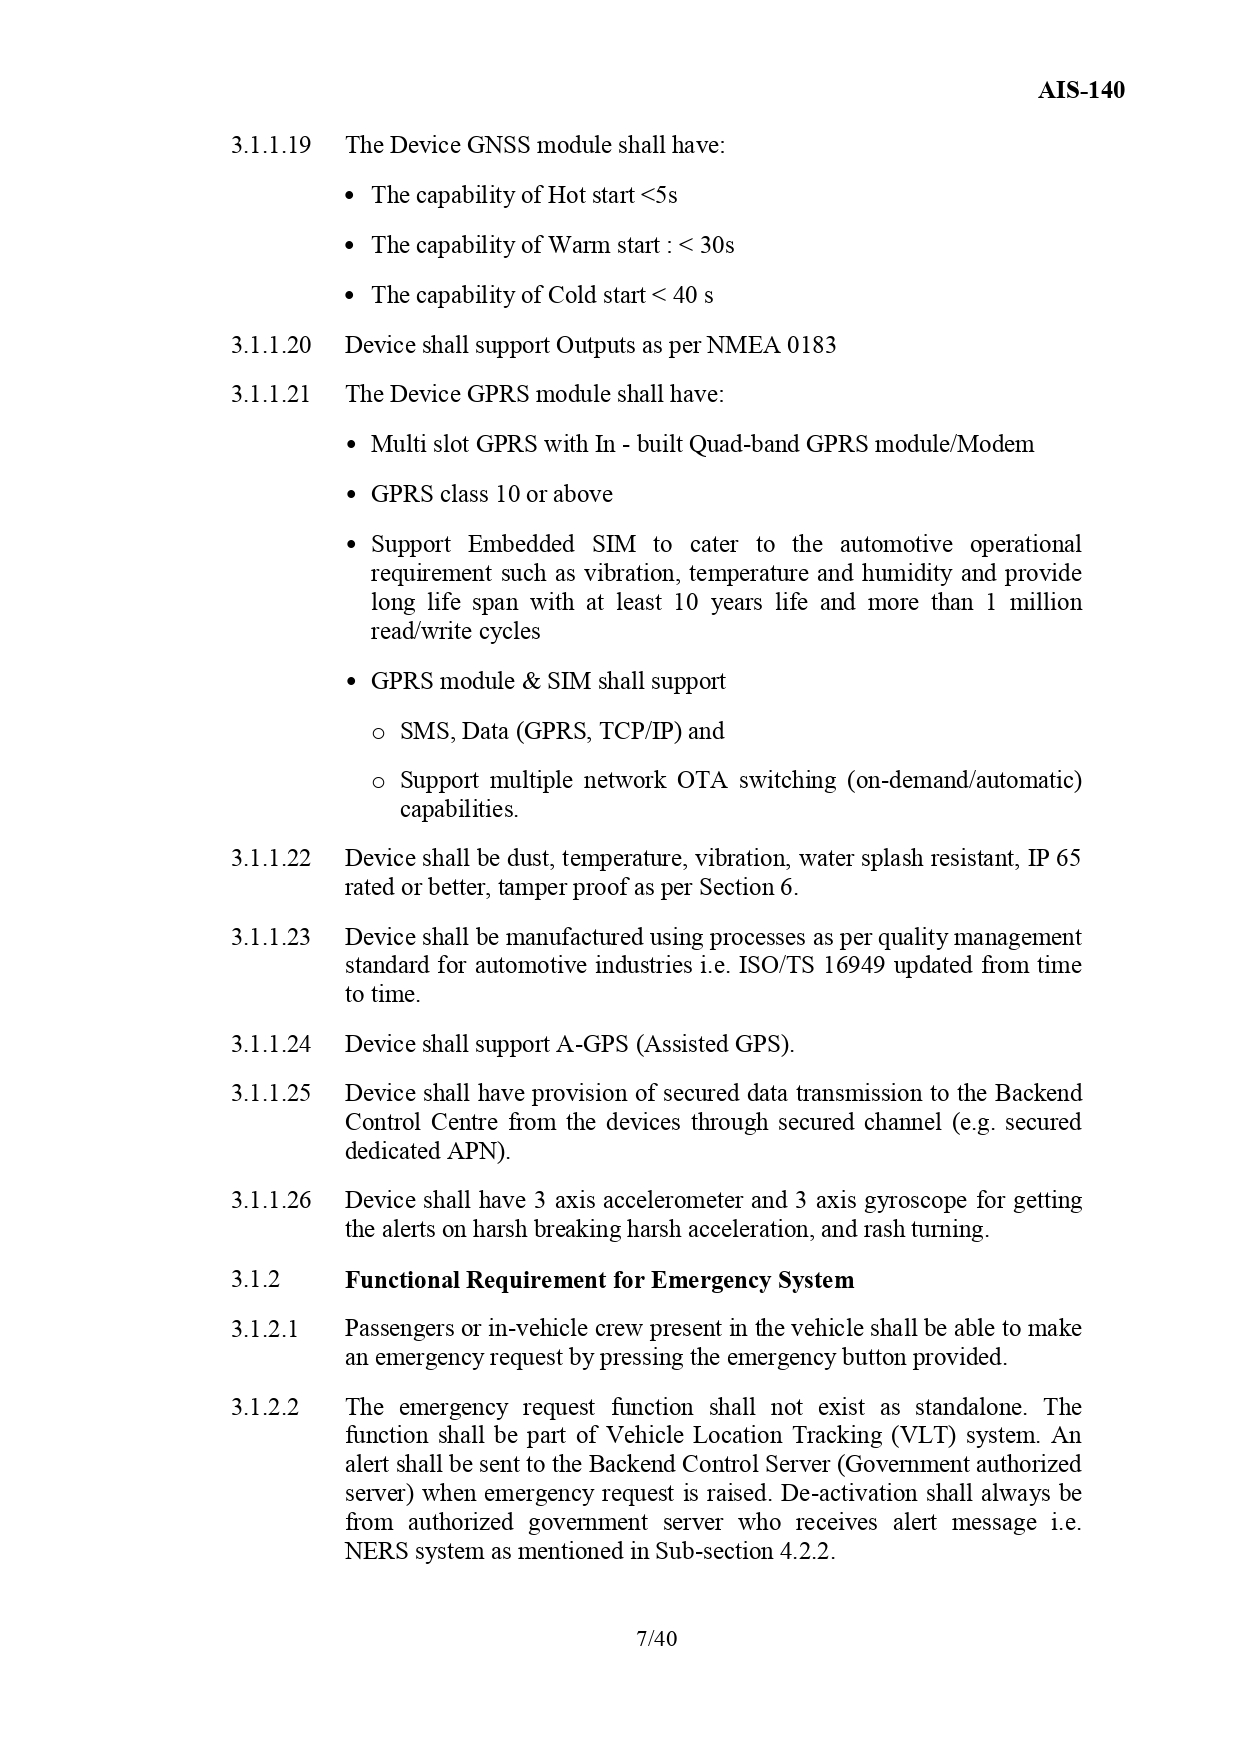 AIS-140
3.1.1.19 The Device GNSS module shall have:
• The capability of Hot start <5s
• The capability of Warm start : < 30s
• The capability of Cold start < 40 s
3.1.1.20 Device shall support Outputs as per NMEA 0183
3.1.1.21 The Device GPRS module shall have:
• Multi slot GPRS with In - built Quad-band GPRS module/Modem
• GPRS class 10 or above
• Support Embedded SIM to cater to the automotive operational
requirement such as vibration, temperature and humidity and provide
long life span with at least 10 years life and more than 1 million
read/write cycles
• GPRS module & SIM shall support
o SMS, Data (GPRS, TCP/IP) and
o Support multiple network OTA switching (on-demand/automatic)
capabilities.
3.1.1.22 Device shall be dust, temperature, vibration, water splash resistant, IP 65
rated or better, tamper proof as per Section 6.
3.1.1.23 Device shall be manufactured using processes as per quality management
standard for automotive industries i.e. ISO/TS 16949 updated from time
to time.
3.1.1.24 Device shall support A-GPS (Assisted GPS).
3.1.1.25 Device shall have provision of secured data transmission to the Backend
Control Centre from the devices through secured channel (e.g. secured
dedicated APN).
3.1.1.26 Device shall have 3 axis accelerometer and 3 axis gyroscope for getting
the alerts on harsh breaking harsh acceleration, and rash turning.
3.1.2 Functional Requirement for Emergency System
3.1.2.1 Passengers or in-vehicle crew present in the vehicle shall be able to make
an emergency request by pressing the emergency button provided.
3.1.2.2 The emergency request function shall not exist as standalone. The
function shall be part of Vehicle Location Tracking (VLT) system. An
alert shall be sent to the Backend Control Server (Government authorized
server) when emergency request is raised. De-activation shall always be
from authorized government server who receives alert message i.e.
NERS system as mentioned in Sub-section 4.2.2.
7/40